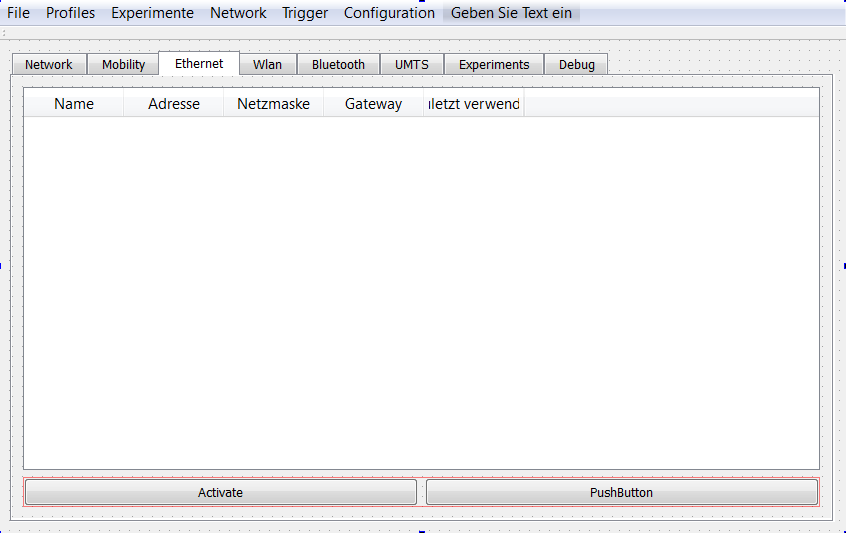 File Profiles Experimente Network Trigger Configuration Geben Sie Text ein
Network Mobility Ethernet Wlan Bluetooth UMTS Experiments Debug
Name Adresse Netzmaske Gateway uletzt verwend
Activate PushButton